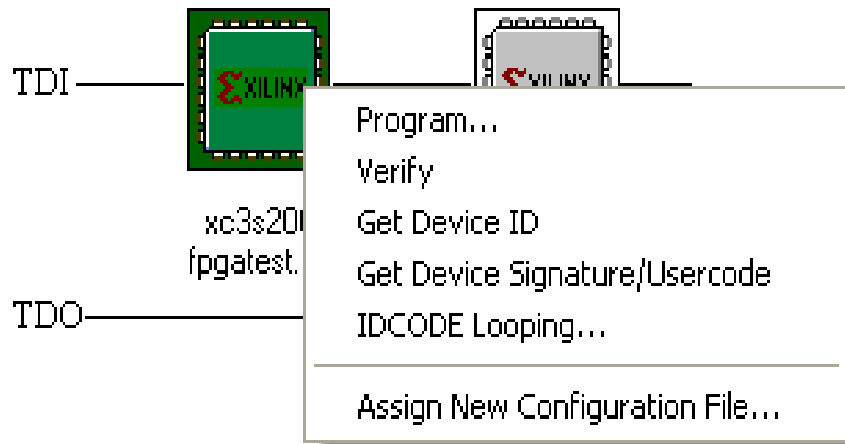 TDI
XILINX
XILINX
Program...
Verify
xc3s20
Get Device ID
fpgatest.
Get Device Signature/Usercode
TDO
IDCODE Looping...
Assign New Configuration File...